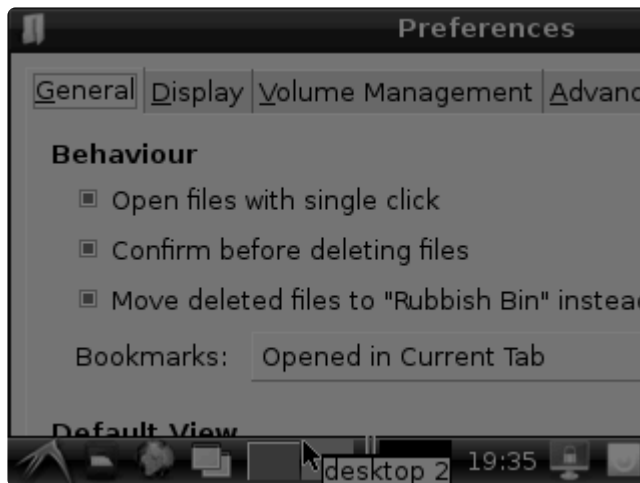 Preferences
General Display Volume Management Advanc
Behaviour
Open files with single click
Confirm before deleting files
Move deleted files to "Rubbish Bin" instea
Bookmarks: Opened in Current Tab
Default View
19:35
desktop 2